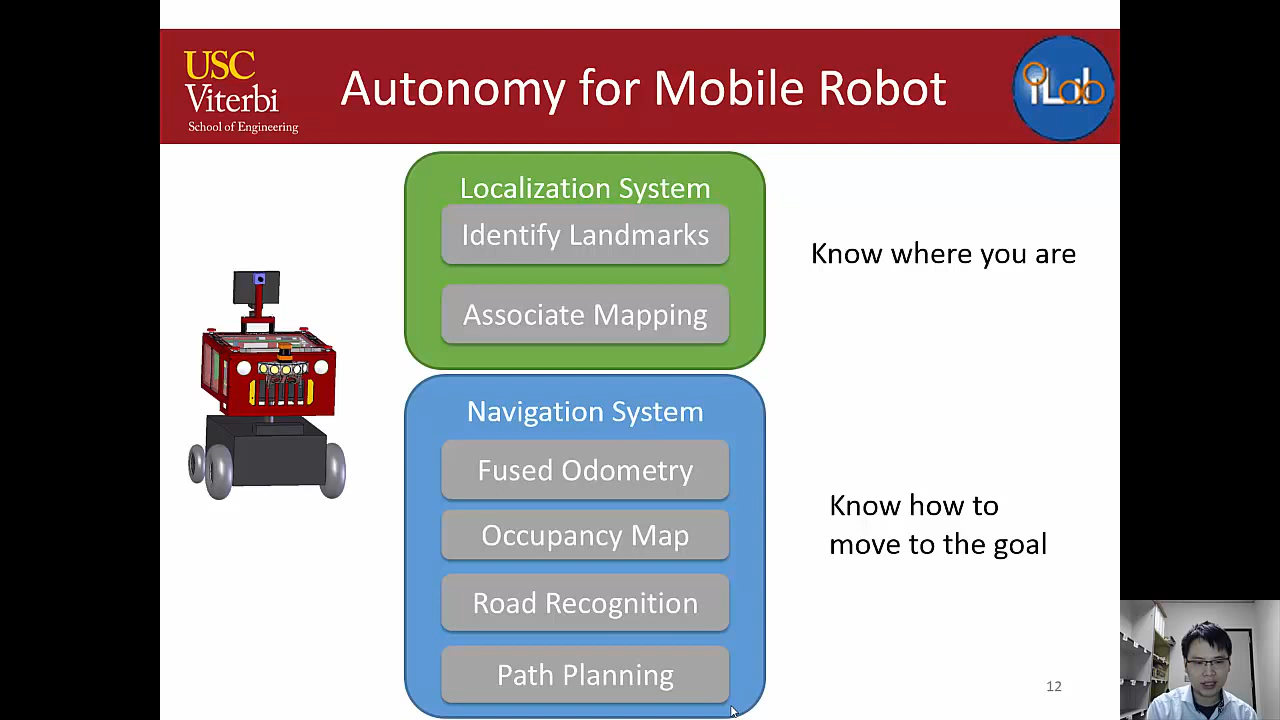 USC
Viterbi
School of Engineering
Autonomy for Mobile Robot
iLab
Localization System
Identify Landmarks
Associate Mapping
Know where you are
Navigation System
Fused Odometry
Occupancy Map
Road Recognition
Path Planning
Know how to
move to the goal
12